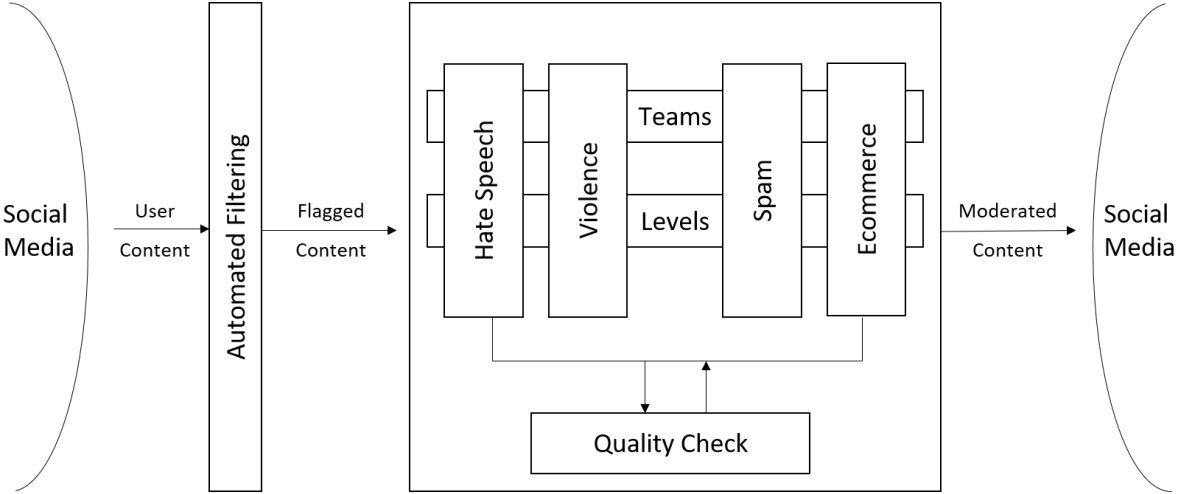 Social
Media
User
Content
Automated Filtering
Flagged
Content
Hate Speech
Violence
Teams
Levels
Spam
Ecommerce
Quality Check
Moderated
Content
Social
Media